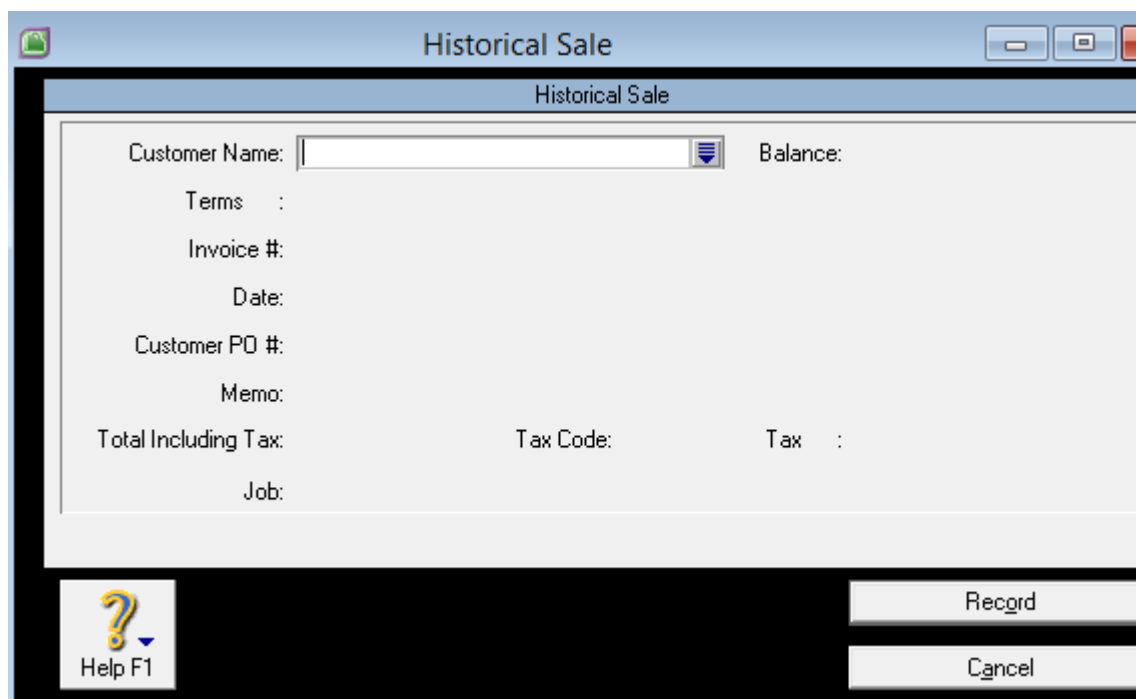 Historical Sale
Historical Sale
Customer Name: Balance:
Terms :
Invoice #:
Date:
Customer PO #:
Memo:
Total Including Tax: Tax Code: Tax :
Job:
Help F1
Record
Cancel